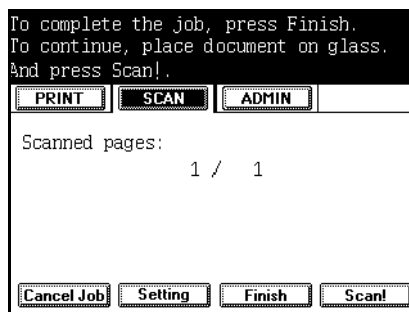 To complete the job, press Finish.
To continue, place document on glass.
And press Scan!.
PRINT SCAN ADMIN
Scanned pages:
1 / 1
Cancel Job Setting Finish Scan!